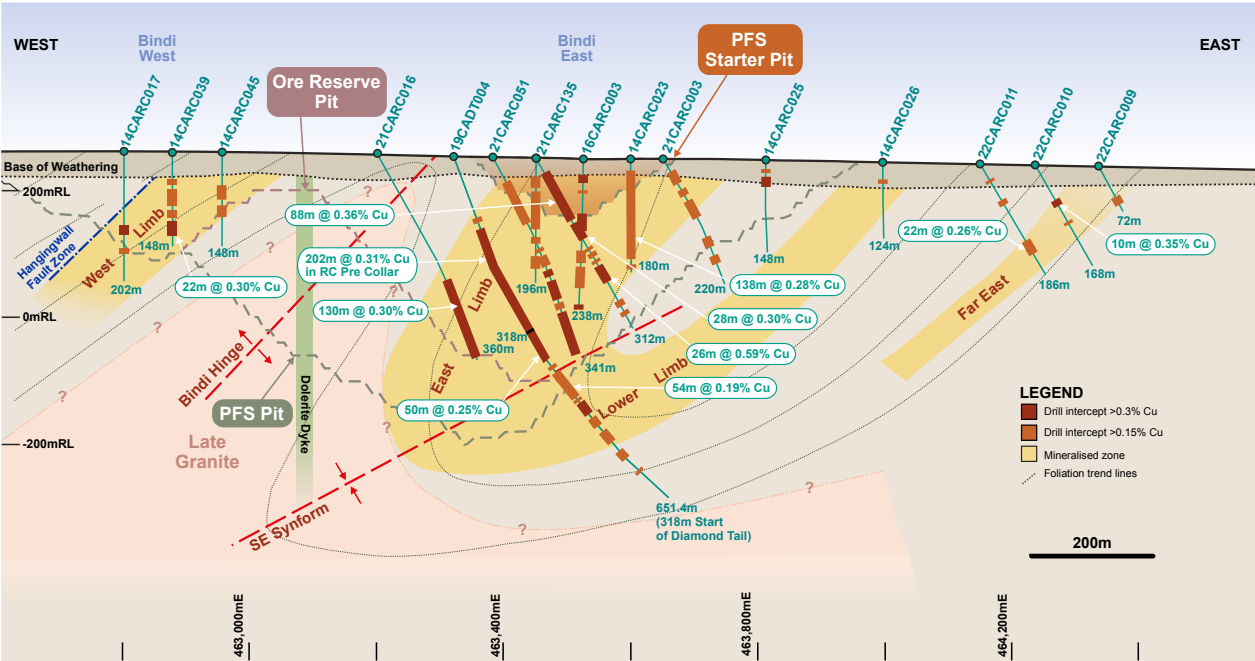 WEST
Bindi
West
Bindi
East
PFS
Starter Pit
EAST
Ore Reserve
Pit
14CARC017
14CARC039
14CARC045
21CARC016
19CADT004
21CARC051
21CARC135
16CARC003
14CARC023
21CARC003
14CARC025
14CARC026
22CARC011
22CARC010
22CARC009
Base of Weathering
200mRL
0mRL
-200mRL
Hangingwall
Fault Zone
West Limb
148m
148m
202m
22m @ 0.30% Cu
88m @ 0.36% Cu
202m @ 0.31% Cu
in RC Pre Collar
130m @ 0.30% Cu
?
?
?
?
?
?
?
?
Bindi Hinge
PFS Pit
Late
Granite
Dolerite Dyke
SE Synform
East Limb
318m
360m
196m
238m
180m
312m
341m
220m
148m
124m
50m @ 0.25% Cu
138m @ 0.28% Cu
28m @ 0.30% Cu
26m @ 0.59% Cu
54m @ 0.19% Cu
Lower Limb
651.4m
(318m Start
of Diamond Tail)
22m @ 0.26% Cu
10m @ 0.35% Cu
72m
168m
186m
Far East
LEGEND
Drill intercept >0.3% Cu
Drill intercept >0.15% Cu
Mineralised zone
Foliation trend lines
200m
463,000mE
463,400mE
463,800mE
464,200mE